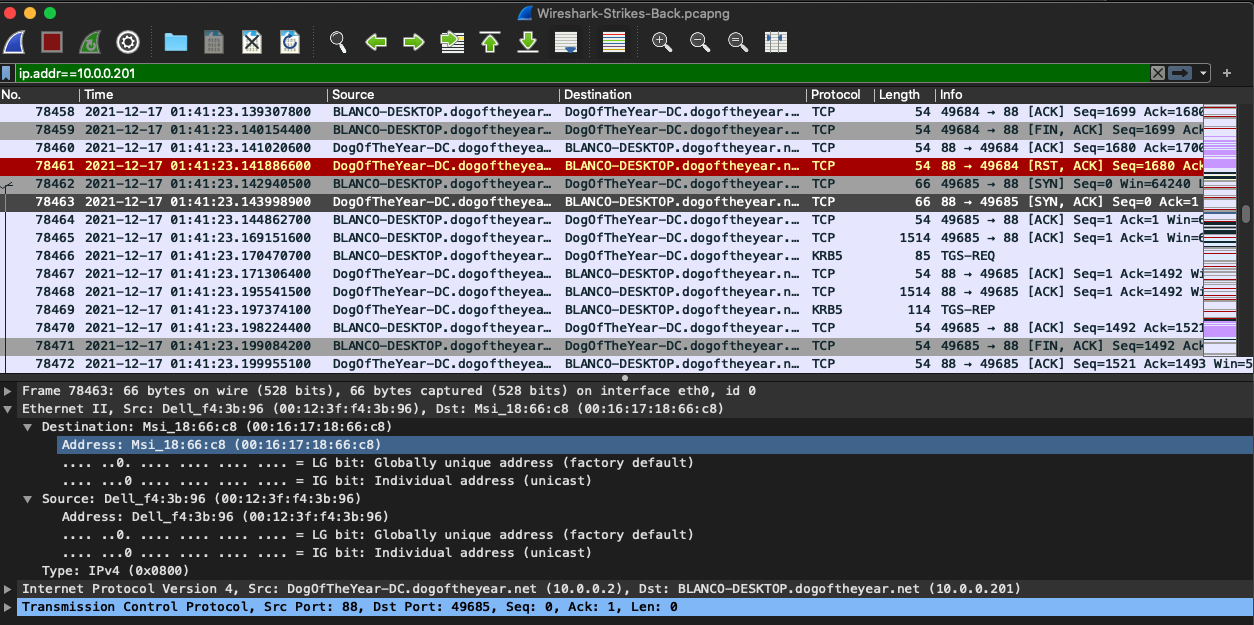 Wireshark-Strikes-Back.pcapng
ip.addr==10.0.0.201
No. Time Source Destination Protocol Length Info
78458 2021-12-17 01:41:23.139307800 BLANCO-DESKTOP.dogoftheyear… DogOfTheYear-DC.dogoftheyear.… TCP 54 49684 → 88 [ACK] Seq=1699 Ack=1680
78459 2021-12-17 01:41:23.140154400 BLANCO-DESKTOP.dogoftheyear… DogOfTheYear-DC.dogoftheyear.… TCP 54 49684 → 88 [FIN, ACK] Seq=1699 Ack
78460 2021-12-17 01:41:23.141020600 DogOfTheYear-DC.dogoftheyea… BLANCO-DESKTOP.dogoftheyear.n… TCP 54 88 → 49684 [ACK] Seq=1680 Ack=1700
78461 2021-12-17 01:41:23.141886600 DogOfTheYear-DC.dogoftheyea… BLANCO-DESKTOP.dogoftheyear.n… TCP 54 88 → 49684 [RST, ACK] Seq=1680 Ack
78462 2021-12-17 01:41:23.142940500 BLANCO-DESKTOP.dogoftheyear… DogOfTheYear-DC.dogoftheyear.… TCP 66 49685 → 88 [SYN] Seq=0 Win=64240 L
78463 2021-12-17 01:41:23.143998900 DogOfTheYear-DC.dogoftheyea… BLANCO-DESKTOP.dogoftheyear.n… TCP 66 88 → 49685 [SYN, ACK] Seq=0 Ack=1
78464 2021-12-17 01:41:23.144862700 BLANCO-DESKTOP.dogoftheyear… DogOfTheYear-DC.dogoftheyear.… TCP 54 49685 → 88 [ACK] Seq=1 Ack=1 Win=6
78465 2021-12-17 01:41:23.169151600 BLANCO-DESKTOP.dogoftheyear… DogOfTheYear-DC.dogoftheyear.… TCP 1514 49685 → 88 [ACK] Seq=1 Ack=1 Win=6
78466 2021-12-17 01:41:23.170470700 BLANCO-DESKTOP.dogoftheyear… DogOfTheYear-DC.dogoftheyear.… KRB5 85 TGS-REQ
78467 2021-12-17 01:41:23.171306400 DogOfTheYear-DC.dogoftheyea… BLANCO-DESKTOP.dogoftheyear.n… TCP 54 88 → 49685 [ACK] Seq=1 Ack=1492 Wi
78468 2021-12-17 01:41:23.195541500 DogOfTheYear-DC.dogoftheyea… BLANCO-DESKTOP.dogoftheyear.n… TCP 1514 88 → 49685 [ACK] Seq=1 Ack=1492 Wi
78469 2021-12-17 01:41:23.197374100 DogOfTheYear-DC.dogoftheyea… BLANCO-DESKTOP.dogoftheyear.n… KRB5 114 TGS-REP
78470 2021-12-17 01:41:23.198224400 BLANCO-DESKTOP.dogoftheyear… DogOfTheYear-DC.dogoftheyear.… TCP 54 49685 → 88 [ACK] Seq=1492 Ack=1521
78471 2021-12-17 01:41:23.199084200 BLANCO-DESKTOP.dogoftheyear… DogOfTheYear-DC.dogoftheyear.… TCP 54 49685 → 88 [FIN, ACK] Seq=1492 Ack
78472 2021-12-17 01:41:23.199955100 DogOfTheYear-DC.dogoftheyea… BLANCO-DESKTOP.dogoftheyear.n… TCP 54 88 → 49685 [ACK] Seq=1521 Ack=1493 Win=5
Frame 78463: 66 bytes on wire (528 bits), 66 bytes captured (528 bits) on interface eth0, id 0
Ethernet II, Src: Dell_f4:3b:96 (00:12:3f:f4:3b:96), Dst: Msi_18:66:c8 (00:16:17:18:66:c8)
Destination: Msi_18:66:c8 (00:16:17:18:66:c8)
Address: Msi_18:66:c8 (00:16:17:18:66:c8)
.... ..0. .... .... .... .... = LG bit: Globally unique address (factory default)
.... ...0 .... .... .... .... = IG bit: Individual address (unicast)
Source: Dell_f4:3b:96 (00:12:3f:f4:3b:96)
Address: Dell_f4:3b:96 (00:12:3f:f4:3b:96)
.... ..0. .... .... .... .... = LG bit: Globally unique address (factory default)
.... ...0 .... .... .... .... = IG bit: Individual address (unicast)
Type: IPv4 (0x0800)
Internet Protocol Version 4, Src: DogOfTheYear-DC.dogoftheyear.net (10.0.0.2), Dst: BLANCO-DESKTOP.dogoftheyear.net (10.0.0.201)
Transmission Control Protocol, Src Port: 88, Dst Port: 49685, Seq: 0, Ack: 1, Len: 0